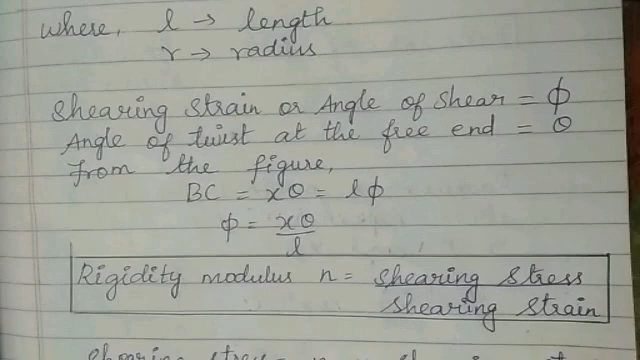 where, l → length
r → radius
Shearing strain or Angle of shear = ϕ
Angle of twist at the free end = θ
From the figure,
BC = xθ = lϕ
ϕ = xθ
l
Rigidity modulus n = shearing stress
shearing strain